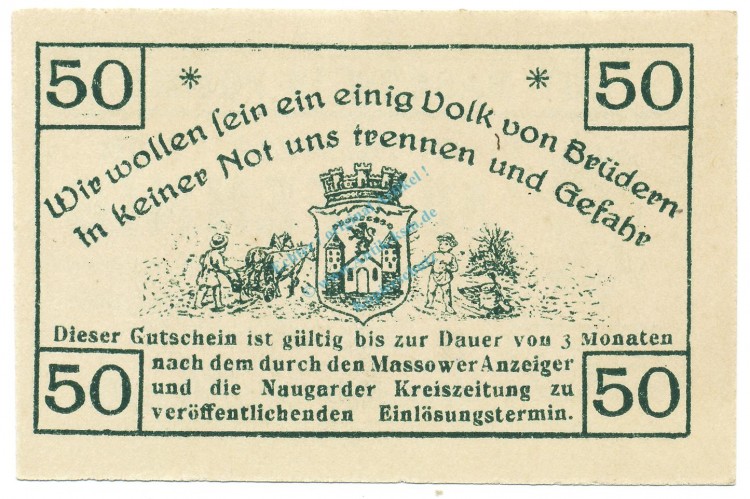 50
50
Wir wollen sein ein einig Volk von Brüdern
In keiner Not uns trennen und Gefahr
Dieser Gutschein ist gültig bis zur Dauer von 3 Monaten
nach dem durch den Massower Anzeiger
und die Naugarder Kreiszeitung zu
veröffentlichenden Einlösungstermin.
50
50